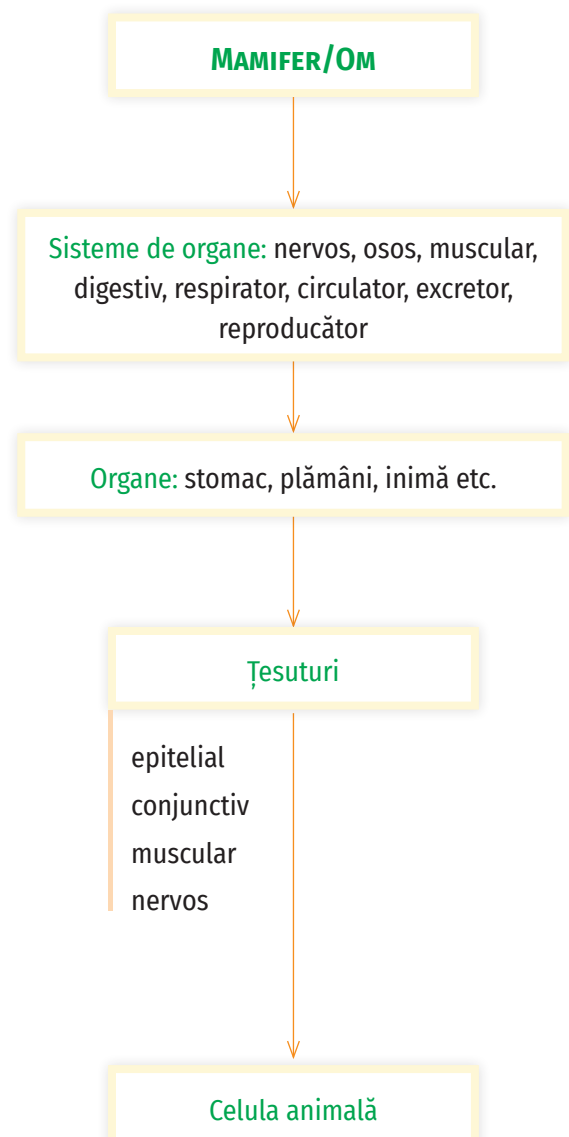 Mamifer/Om
Sisteme de organe: nervos, osos, muscular,
digestiv, respirator, circulator, excretor,
reproducător
Organe: stomac, plămâni, inimă etc.
Țesuturi
epitelial
conjunctiv
muscular
nervos
Celula animală